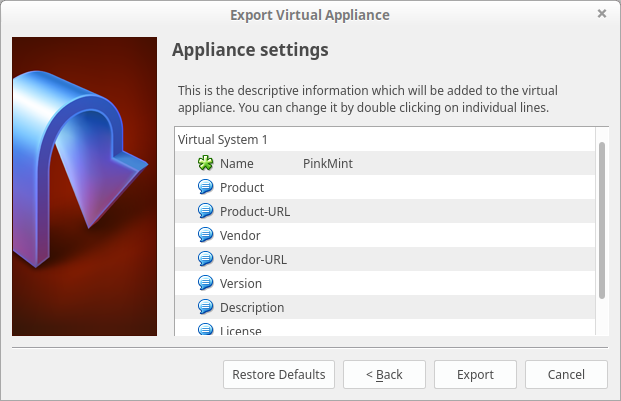 Export Virtual Appliance
Appliance settings
This is the descriptive information which will be added to the virtual
appliance. You can change it by double clicking on individual lines.
Virtual System 1
Name PinkMint
Product
Product-URL
Vendor
Vendor-URL
Version
Description
License
Restore Defaults < Back Export Cancel